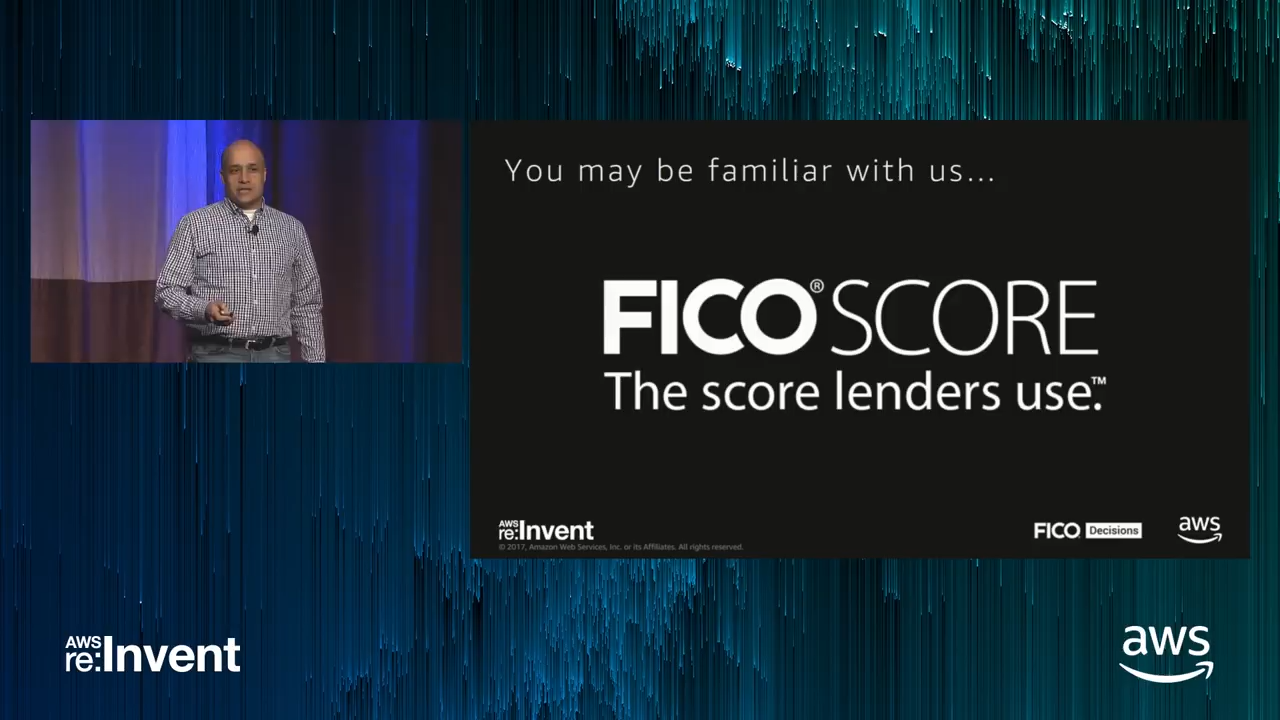 You may be familiar with us...
FICO® SCORE
The score lenders use.™
AWS
re:Invent
© 2017, Amazon Web Services, Inc. or its Affiliates. All rights reserved.
FICO Decisions
aws
AWS
re:Invent
aws